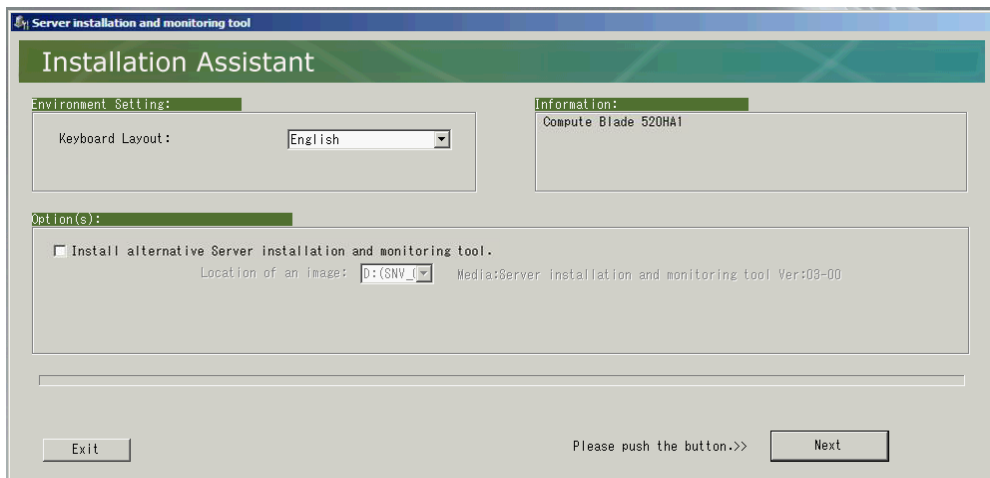 Server installation and monitoring tool
Installation Assistant
Environment Setting:
Keyboard Layout:
English
Information:
Compute Blade 520HA1
Option(s):
Install alternative Server installation and monitoring tool.
Location of an image:
D:(SNV_
Media:Server installation and monitoring tool Ver:03-00
Exit
Please push the button.>>
Next